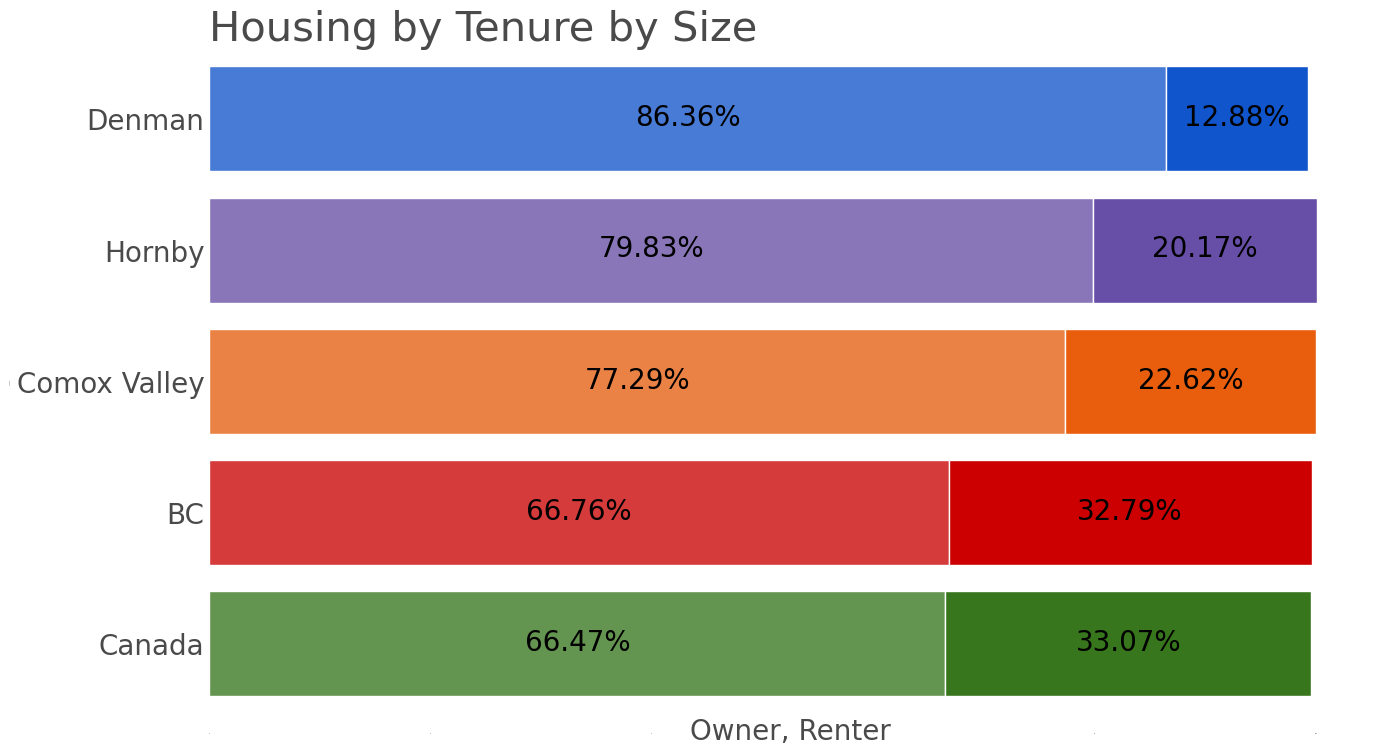 Housing by Tenure by Size
Denman 86.36% 12.88%
Hornby 79.83% 20.17%
Comox Valley 77.29% 22.62%
BC 66.76% 32.79%
Canada 66.47% 33.07%
Owner, Renter